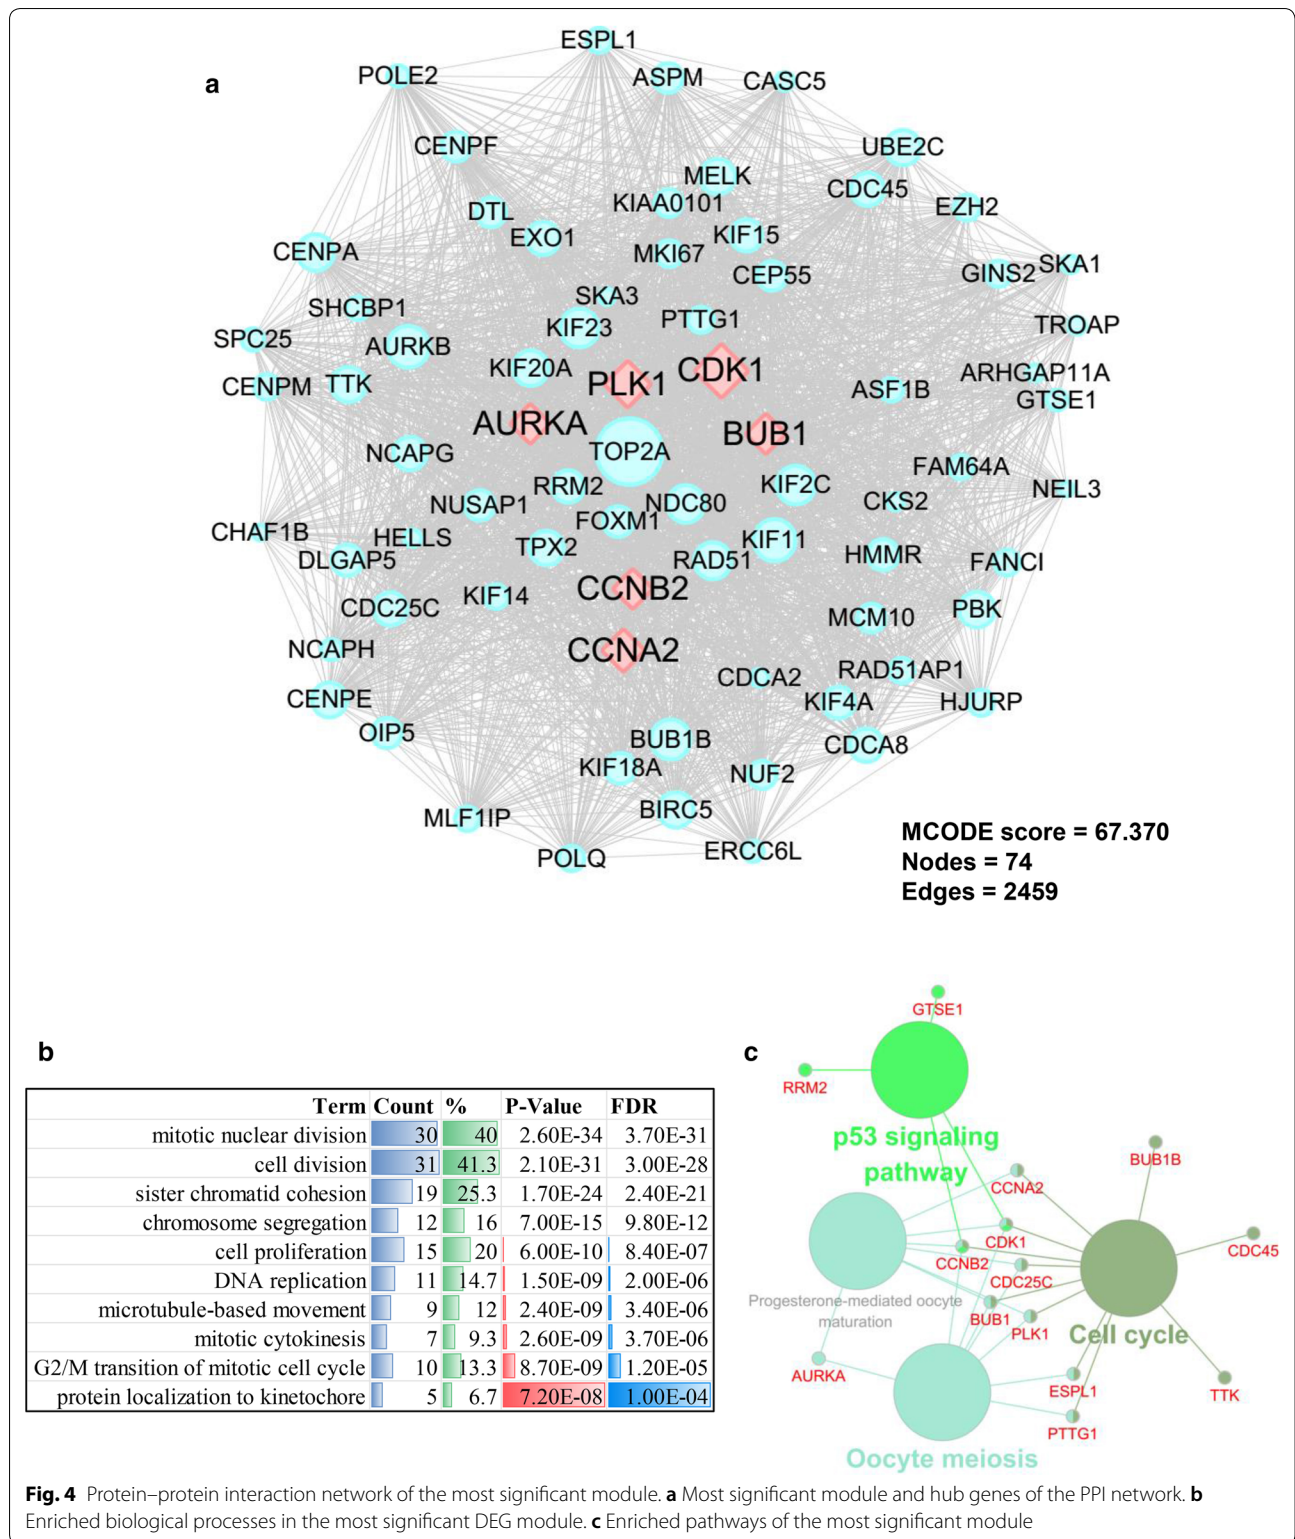 a
ESPL1
POLE2
ASPM
CASC5
CENPF
UBE2C
MELK
CDC45
KIAA0101
EZH2
DTL
EXO1
KIF15
CENPA
MKI67
CEP55
GINS2
SKA1
SHCBP1
SKA3
KIF23
PTTG1
TROAP
SPC25
AURKB
KIF20A
PLK1
CDK1
ARHGAP11A
CENPM
TTK
ASF1B
GTSE1
AURKA
BUB1
NCAPG
TOP2A
FAM64A
RRM2
KIF2C
NEIL3
NUSAP1
NDC80
CKS2
FOXM1
CHAF1B
HELLS
TPX2
KIF11
DLGAP5
RAD51
HMMR
FANCI
CDC25C
KIF14
CCNB2
MCM10
PBK
NCAPH
CCNA2
CDCA2
RAD51AP1
CENPE
KIF4A
HJURP
OIP5
BUB1B
CDCA8
KIF18A
NUF2
MLF1IP
BIRC5
POLQ
ERCC6L
MCODE score = 67.370
Nodes = 74
Edges = 2459
b
Term Count % P-Value FDR
mitotic nuclear division 30 40 2.60E-34 3.70E-31
cell division 31 41.3 2.10E-31 3.00E-28
sister chromatid cohesion 19 25.3 1.70E-24 2.40E-21
chromosome segregation 12 16 7.00E-15 9.80E-12
cell proliferation 15 20 6.00E-10 8.40E-07
DNA replication 11 14.7 1.50E-09 2.00E-06
microtubule-based movement 9 12 2.40E-09 3.40E-06
mitotic cytokinesis 7 9.3 2.60E-09 3.70E-06
G2/M transition of mitotic cell cycle 10 13.3 8.70E-09 1.20E-05
protein localization to kinetochore 5 6.7 7.20E-08 1.00E-04
c
GTSE1
RRM2
p53 signaling
pathway
BUB1B
CCNA2
CDK1
CDC45
CCNB2
CDC25C
Progesterone-mediated oocyte
maturation
BUB1
PLK1
Cell cycle
AURKA
ESPL1
TTK
PTTG1
Oocyte meiosis
Fig. 4 Protein–protein interaction network of the most significant module. a Most significant module and hub genes of the PPI network. b
Enriched biological processes in the most significant DEG module. c Enriched pathways of the most significant module